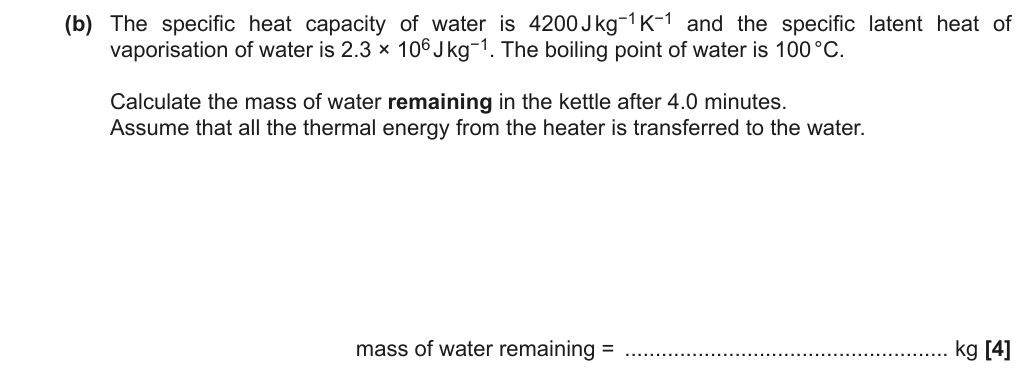 (b) The specific heat capacity of water is 4200 J kg⁻¹ K⁻¹ and the specific latent heat of
vaporisation of water is 2.3 × 10⁶ J kg⁻¹. The boiling point of water is 100 °C.
Calculate the mass of water remaining in the kettle after 4.0 minutes.
Assume that all the thermal energy from the heater is transferred to the water.
mass of water remaining = ..................................................... kg [4]